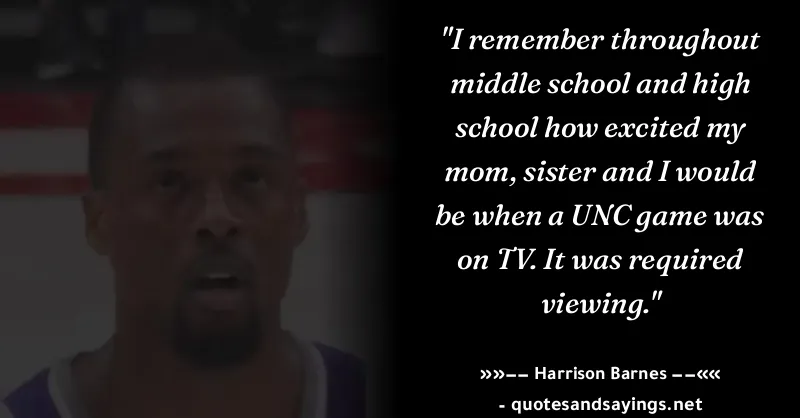 "I remember throughout
middle school and high
school how excited my
mom, sister and I would
be when a UNC game was
on TV. It was required
viewing."
»»−− Harrison Barnes −−««
- quotesandsayings.net